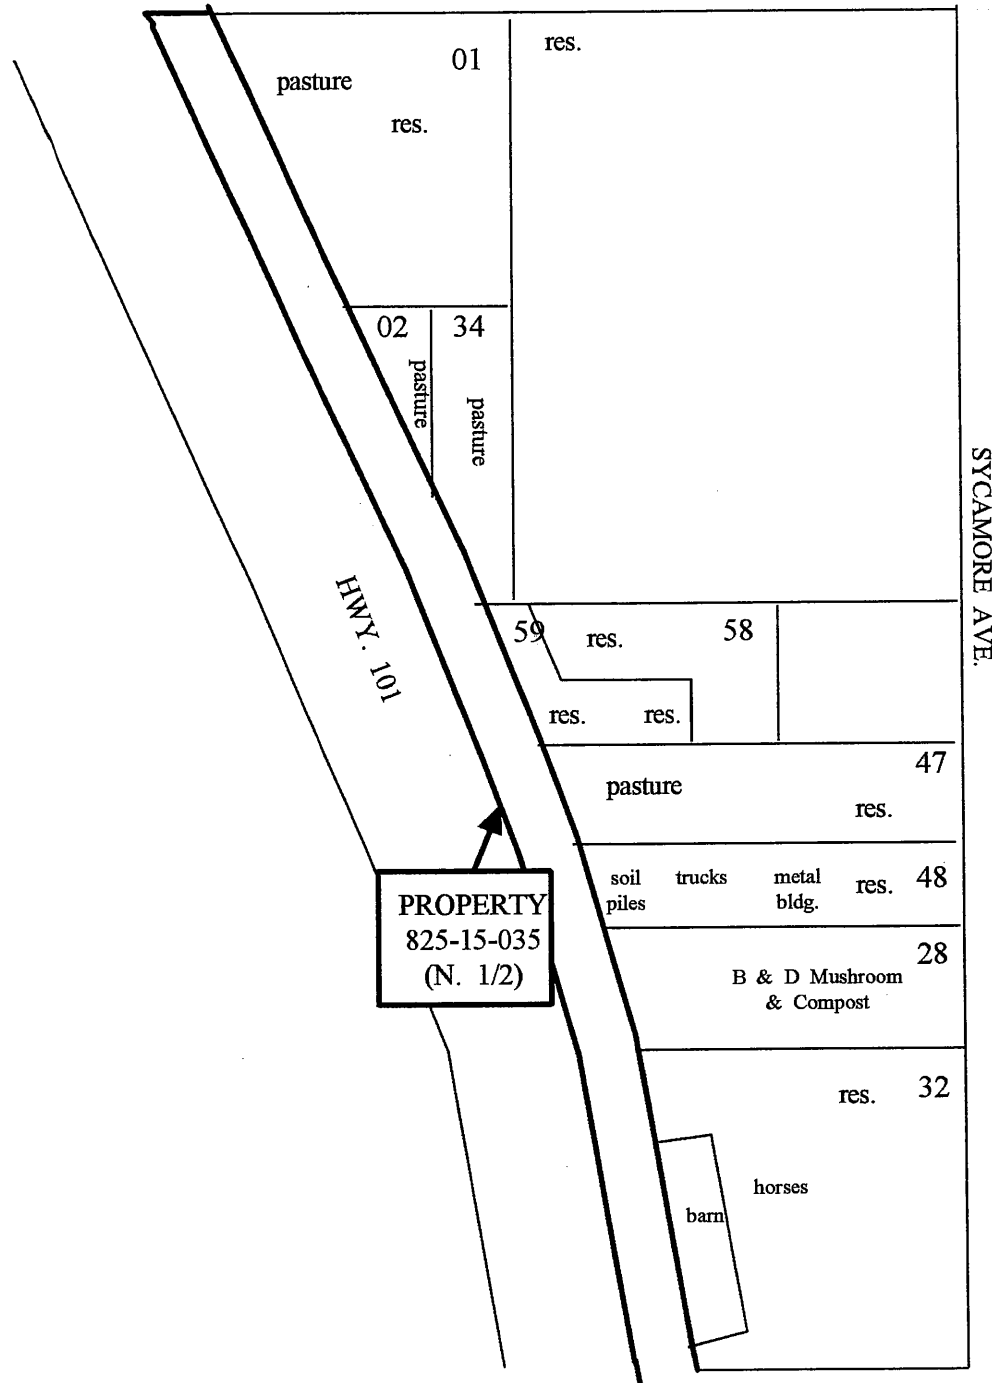 res.
01
pasture
res.
02
34
pasture
pasture
SYCAMORE AVE.
HWY. 101
59
res.
58
res.
res.
47
pasture
res.
soil piles
trucks
metal bldg.
res.
48
PROPERTY
825-15-035
(N. 1/2)
28
B & D Mushroom
& Compost
res.
32
horses
barn